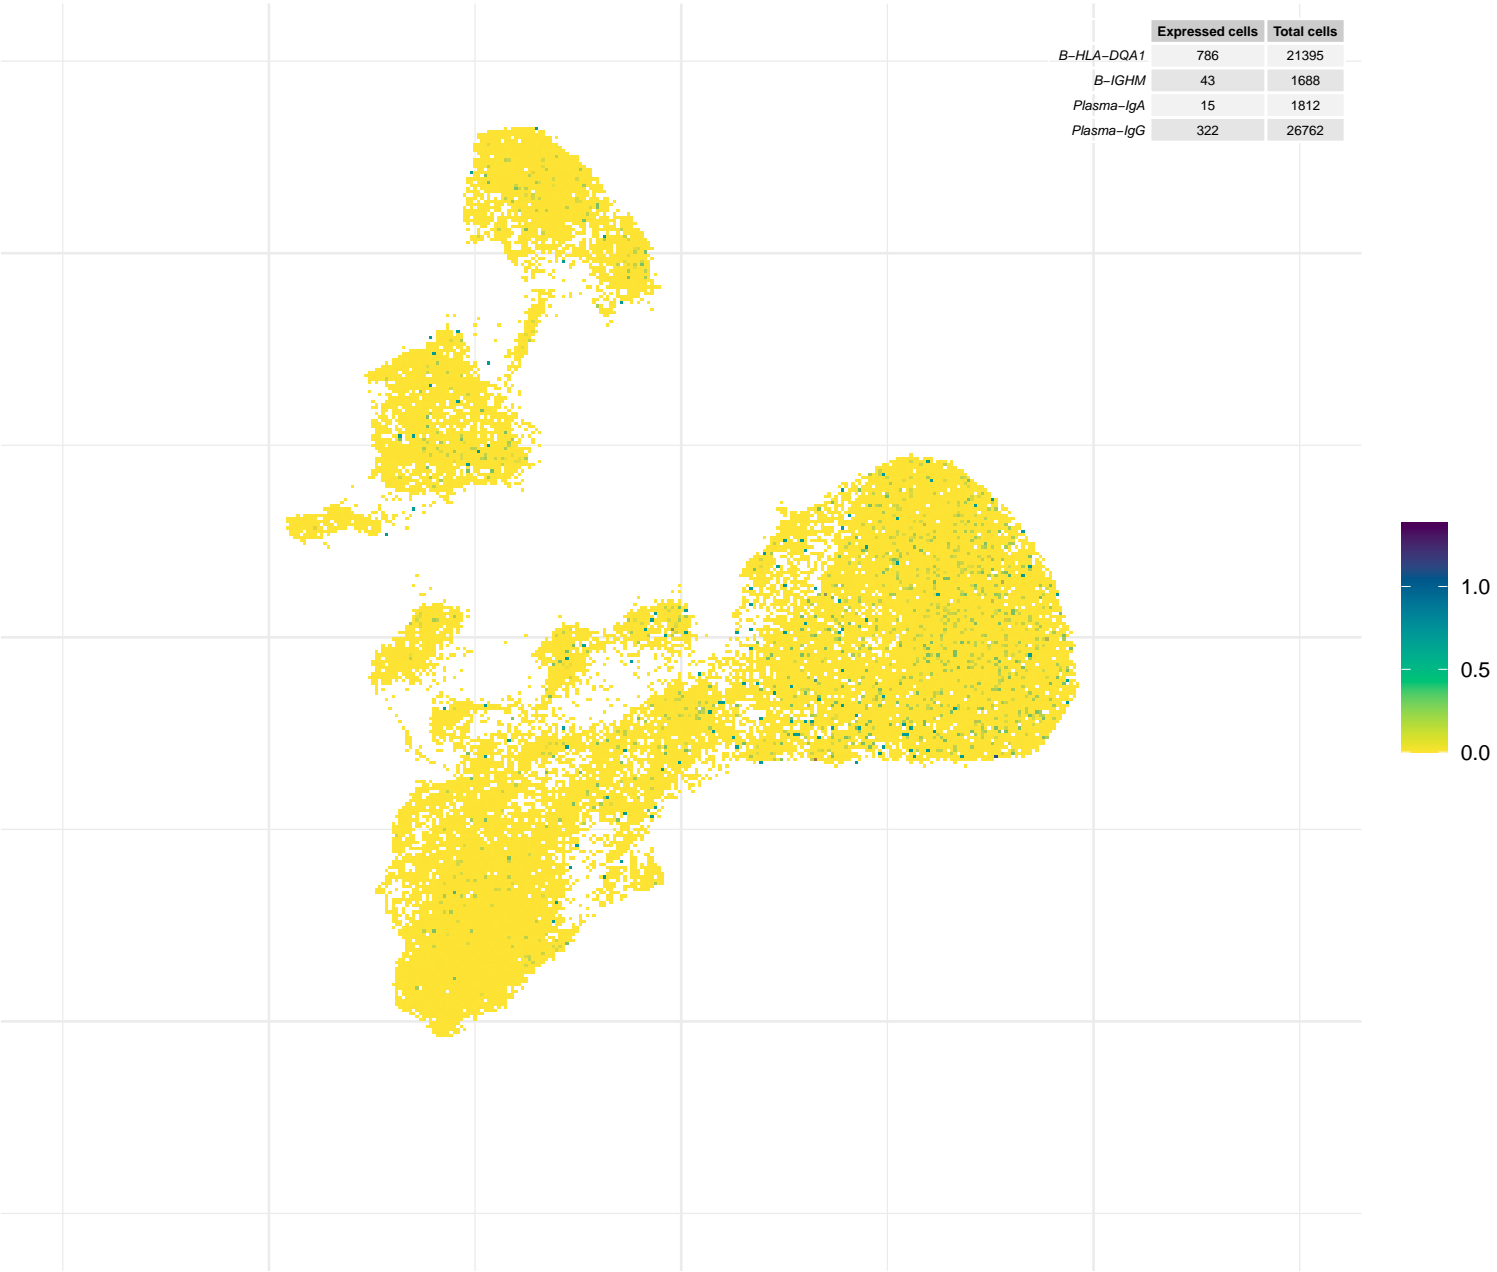 Expressed cells Total cells
B−HLA−DQA1 786 21395
B−IGHM 43 1688
Plasma−IgA 15 1812
Plasma−IgG 322 26762
1.0
0.5
0.0